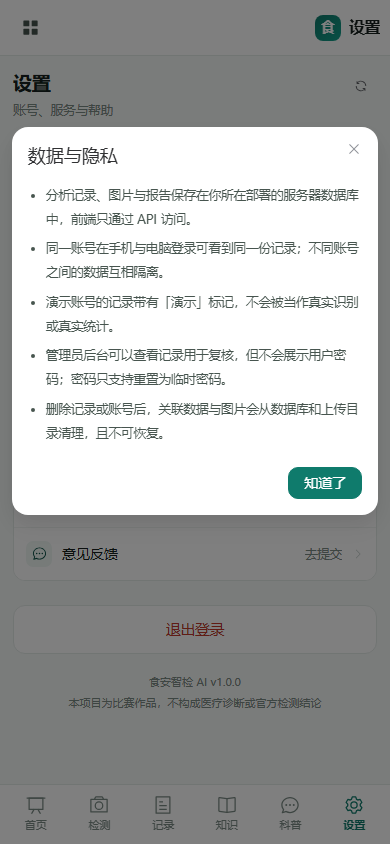 食 设置
设置
账号、服务与帮助
数据与隐私
分析记录、图片与报告保存在你所在部署的服务器数据库
中，前端只通过 API 访问。
同一账号在手机与电脑登录可看到同一份记录；不同账号
之间的数据互相隔离。
演示账号的记录带有「演示」标记，不会被当作真实识别
或真实统计。
管理员后台可以查看记录用于复核，但不会展示用户密
码；密码只支持重置为临时密码。
删除记录或账号后，关联数据与图片会从数据库和上传目
录清理，且不可恢复。
知道了
意见反馈 去提交
退出登录
食安智检 AI v1.0.0
本项目为比赛作品，不构成医疗诊断或官方检测结论
首页 检测 记录 知识 科普 设置